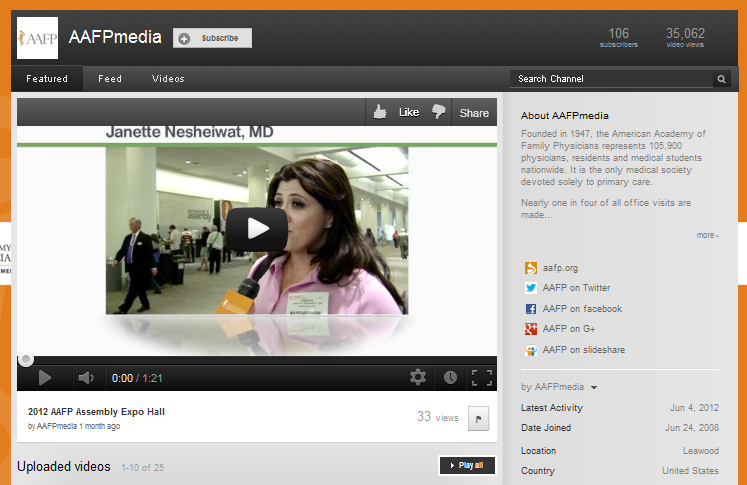 AAFP
AAFPmedia
Subscribe
106
subscribers
35,062
video views
Featured
Feed
Videos
Search Channel
Like
Share
Janette Nesheiwat, MD
assembly
JANETTE
0:00 / 1:21
2012 AAFP Assembly Expo Hall
by AAFPmedia 1 month ago
33 views
Uploaded videos 1-10 of 25
Play all
About AAFPmedia
Founded in 1947, the American Academy of
Family Physicians represents 105,900
physicians, residents and medical students
nationwide. It is the only medical society
devoted solely to primary care.
Nearly one in four of all office visits are
made...
more
aafp.org
AAFP on Twitter
AAFP on facebook
AAFP on G+
AAFP on slideshare
by AAFPmedia
Latest Activity Jun 4, 2012
Date Joined Jun 24, 2008
Location Leawood
Country United States